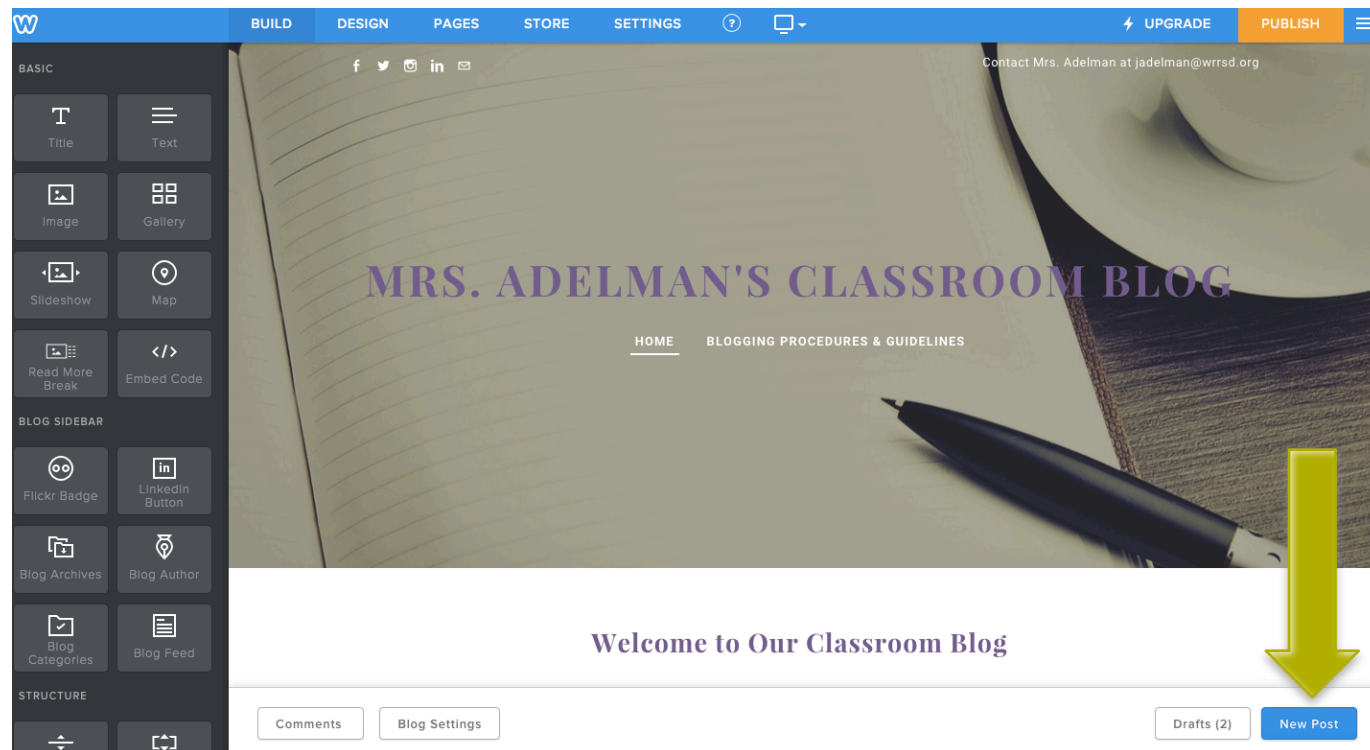 BUILD DESIGN PAGES STORE SETTINGS ? UPGRADE PUBLISH
BASIC
Title Text
Image Gallery
Slideshow Map
Read More
Break
Embed Code
BLOG SIDEBAR
Flickr Badge
LinkedIn
Button
Blog Archives Blog Author
Blog
Categories
Blog Feed
STRUCTURE
f in Contact Mrs. Adelman at jadelman@wrrsd.org
MRS. ADELMAN'S CLASSROOM BLOG
HOME BLOGGING PROCEDURES & GUIDELINES
Welcome to Our Classroom Blog
Comments Blog Settings Drafts (2) New Post